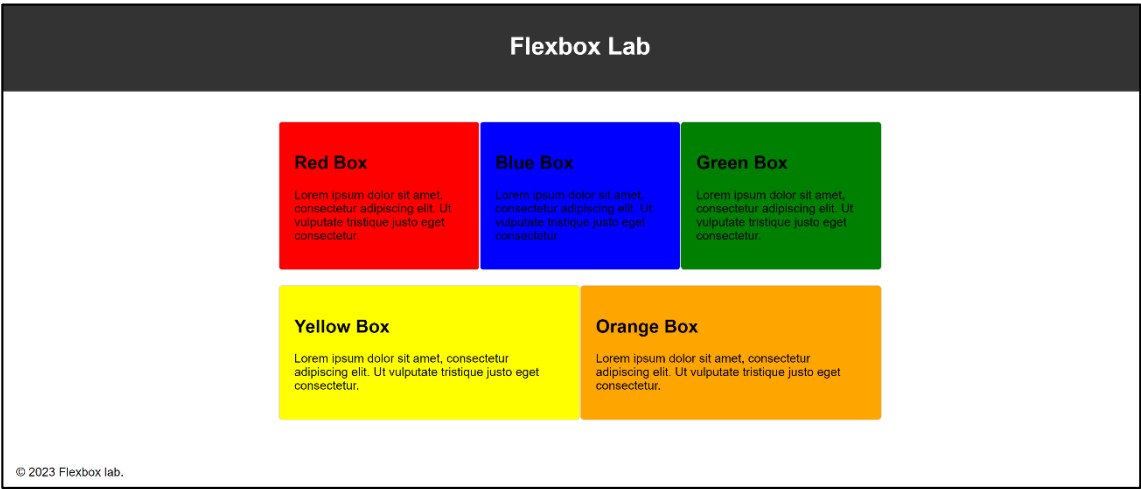 Flexbox Lab
Red Box
Lorem ipsum dolor sit amet,
consectetur adipiscing elit. Ut
vulputate tristique justo eget
consectetur.
Blue Box
Lorem ipsum dolor sit amet,
consectetur adipiscing elit. Ut
vulputate tristique justo eget
consectetur.
Green Box
Lorem ipsum dolor sit amet,
consectetur adipiscing elit. Ut
vulputate tristique justo eget
consectetur.
Yellow Box
Lorem ipsum dolor sit amet, consectetur
adipiscing elit. Ut vulputate tristique justo eget
consectetur.
Orange Box
Lorem ipsum dolor sit amet, consectetur
adipiscing elit. Ut vulputate tristique justo eget
consectetur.
© 2023 Flexbox lab.